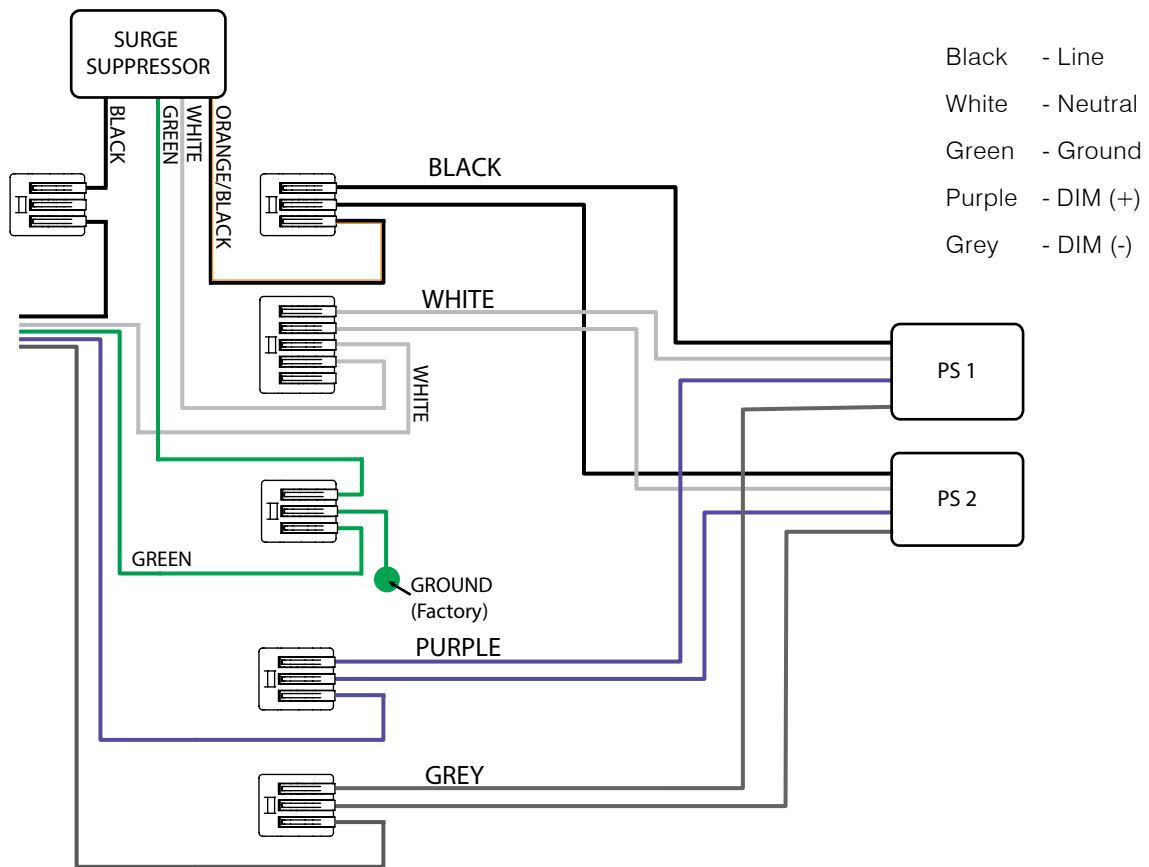 SURGE
SUPPRESSOR
BLACK
GREEN
WHITE
ORANGE/BLACK
BLACK
WHITE
WHITE
GREEN
GROUND
(Factory)
PURPLE
GREY
PS 1
PS 2
Black - Line
White - Neutral
Green - Ground
Purple - DIM (+)
Grey - DIM (-)